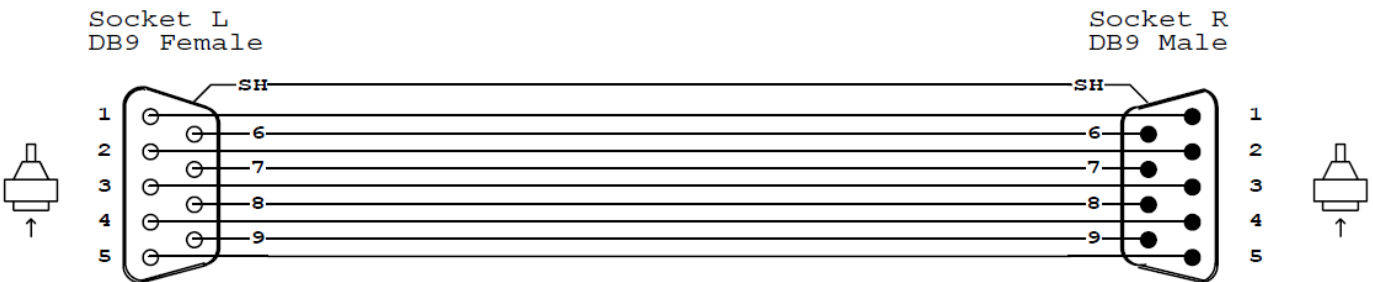 Socket L
DB9 Female
Socket R
DB9 Male
SH SH
1 1
6 6
2 2
7 7
3 3
8 8
4 4
9 9
5 5